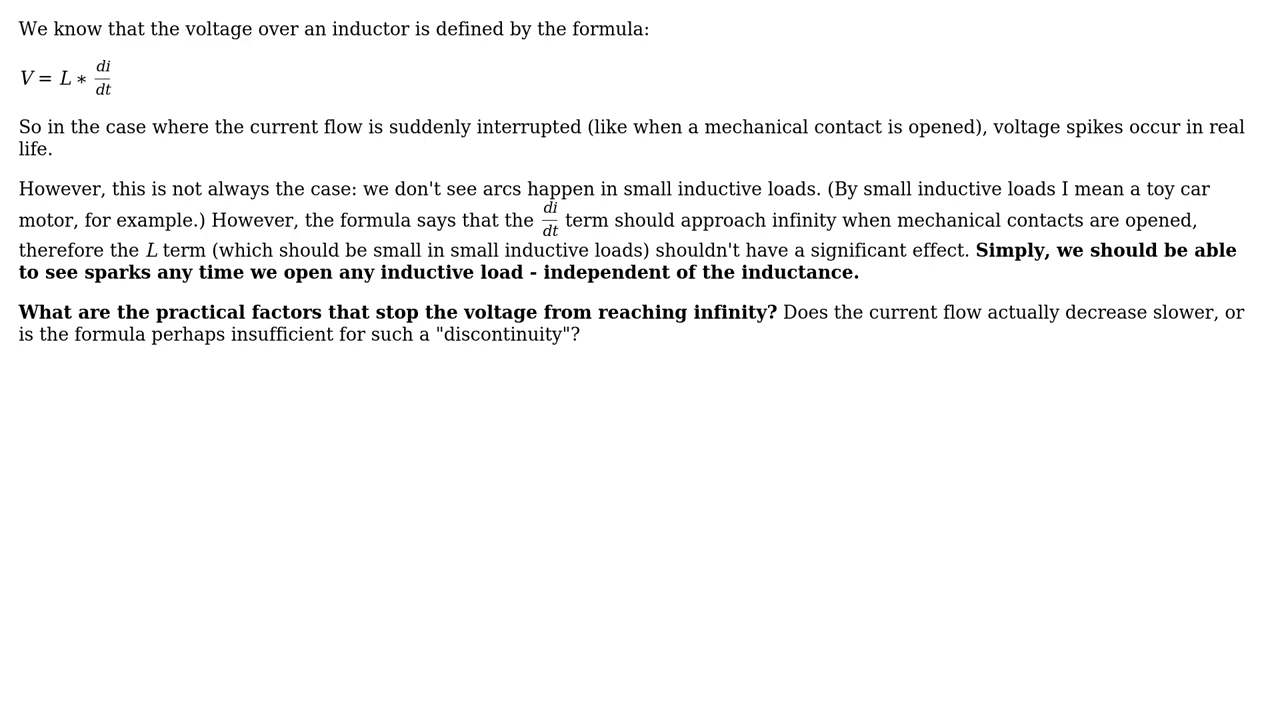 We know that the voltage over an inductor is defined by the formula:
V = L ∗ di/dt
So in the case where the current flow is suddenly interrupted (like when a mechanical contact is opened), voltage spikes occur in real
life.
However, this is not always the case: we don't see arcs happen in small inductive loads. (By small inductive loads I mean a toy car
motor, for example.) However, the formula says that the di/dt term should approach infinity when mechanical contacts are opened,
therefore the L term (which should be small in small inductive loads) shouldn't have a significant effect. Simply, we should be able
to see sparks any time we open any inductive load - independent of the inductance.
What are the practical factors that stop the voltage from reaching infinity? Does the current flow actually decrease slower, or
is the formula perhaps insufficient for such a "discontinuity"?